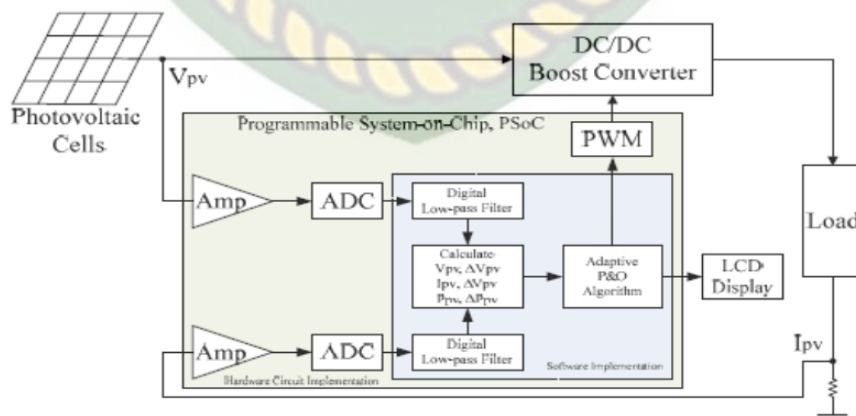 DC/DC
Boost Converter
Vpv
Photovoltaic
Cells
Programmable System-on-Chip, PSoC
PWM
Amp
ADC
Digital
Low-pass Filter
Calculate
Vpv, ΔVpv
Ipv, ΔVpv
Ppv, ΔPpv
Adaptive
P&O
Algorithm
LCD
Display
Load
Amp
ADC
Digital
Low-pass Filter
Software Implementation
Hardware Circuit Implementation
Ipv